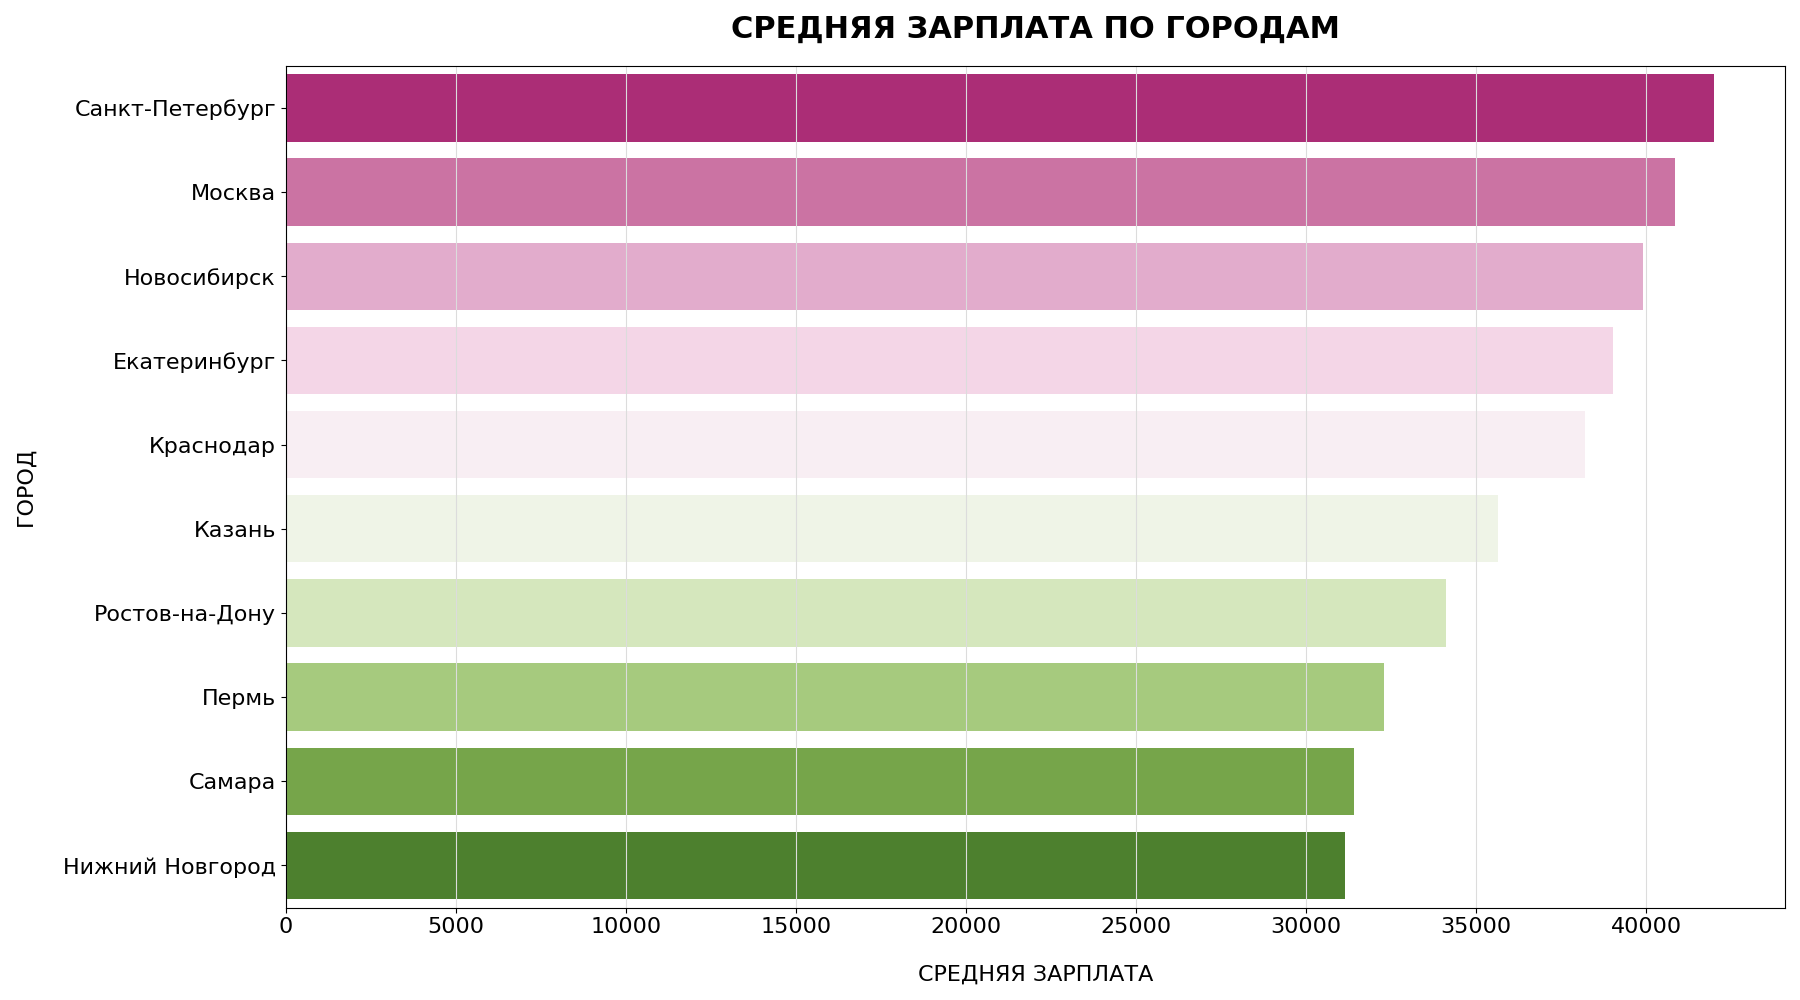 СРЕДНЯЯ ЗАРПЛАТА ПО ГОРОДАМ
Санкт-Петербург
Москва
Новосибирск
Екатеринбург
Краснодар
Казань
Ростов-на-Дону
Пермь
Самара
Нижний Новгород
ГОРОД
0 5000 10000 15000 20000 25000 30000 35000 40000
СРЕДНЯЯ ЗАРПЛАТА